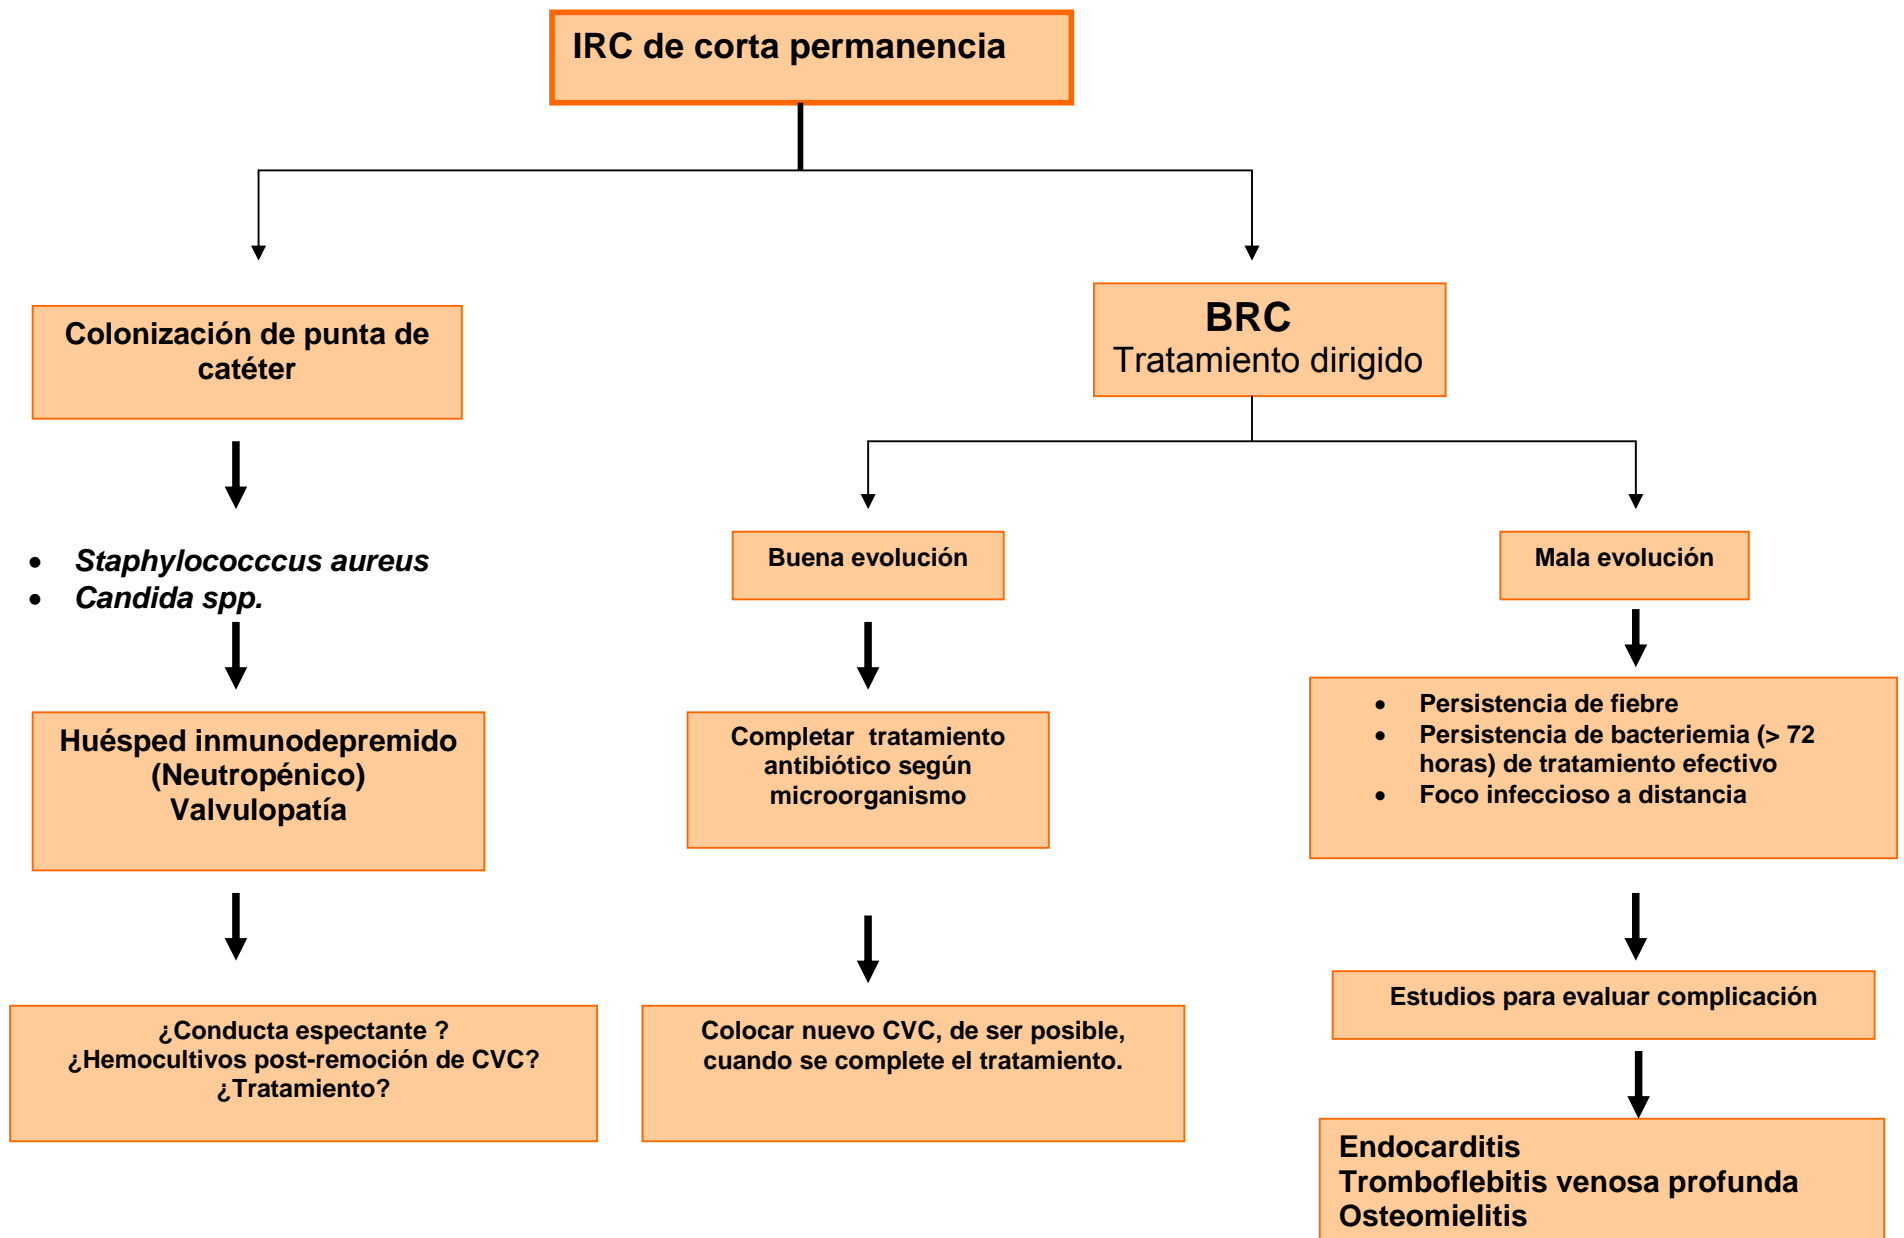 IRC de corta permanencia
Colonización de punta de
catéter
• Staphylococccus aureus
• Candida spp.
Huésped inmunodepremido
(Neutropénico)
Valvulopatía
¿Conducta espectante ?
¿Hemocultivos post-remoción de CVC?
¿Tratamiento?
BRC
Tratamiento dirigido
Buena evolución
Completar tratamiento
antibiótico según
microorganismo
Colocar nuevo CVC, de ser posible,
cuando se complete el tratamiento.
Mala evolución
• Persistencia de fiebre
• Persistencia de bacteriemia (> 72
horas) de tratamiento efectivo
• Foco infeccioso a distancia
Estudios para evaluar complicación
Endocarditis
Tromboflebitis venosa profunda
Osteomielitis